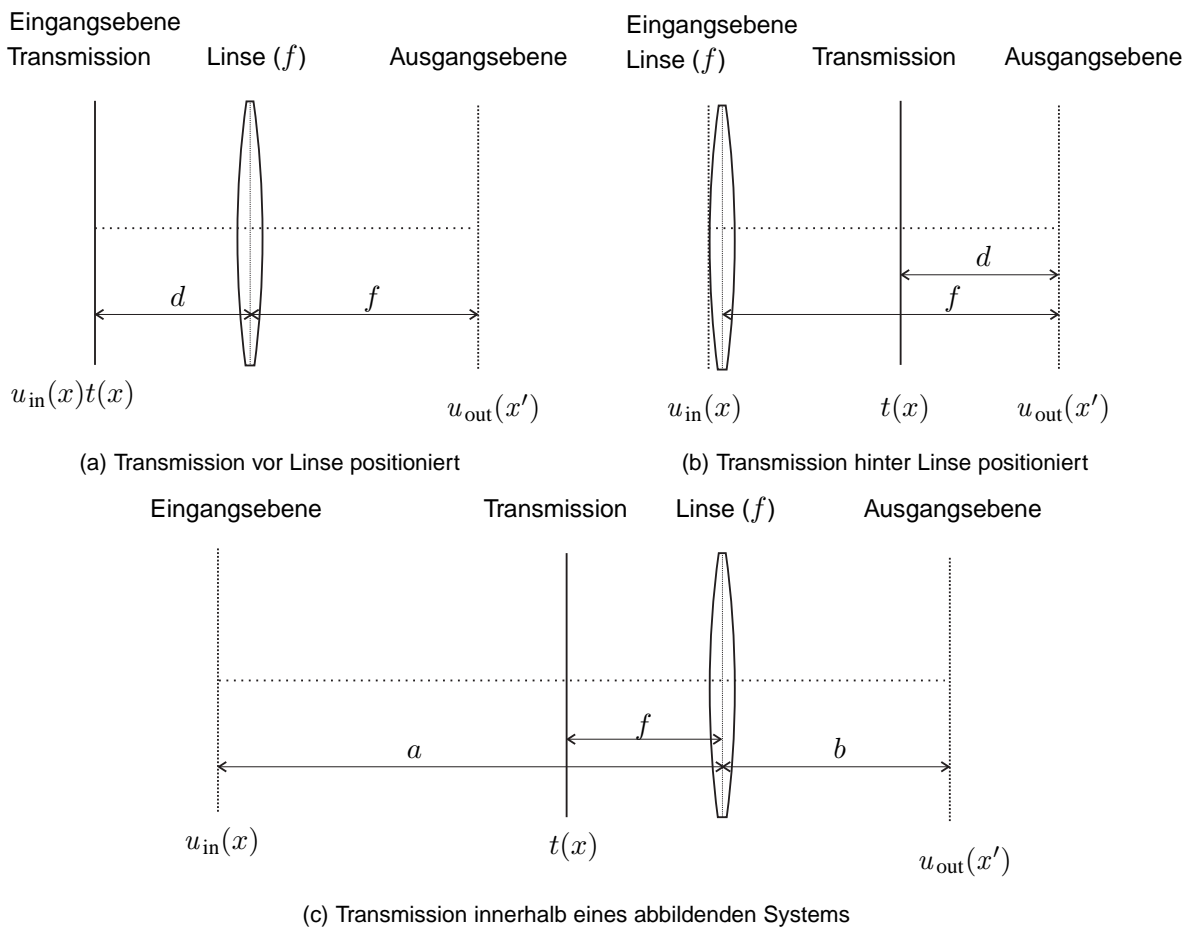 Eingangsebene
Transmission Linse (f) Ausgangsebene
d
f
u_in(x)t(x)
u_out(x′)
(a) Transmission vor Linse positioniert
Eingangsebene
Linse (f) Transmission Ausgangsebene
d
f
u_in(x) t(x) u_out(x′)
(b) Transmission hinter Linse positioniert
Eingangsebene Transmission Linse (f) Ausgangsebene
f
a b
u_in(x) t(x)
u_out(x′)
(c) Transmission innerhalb eines abbildenden Systems